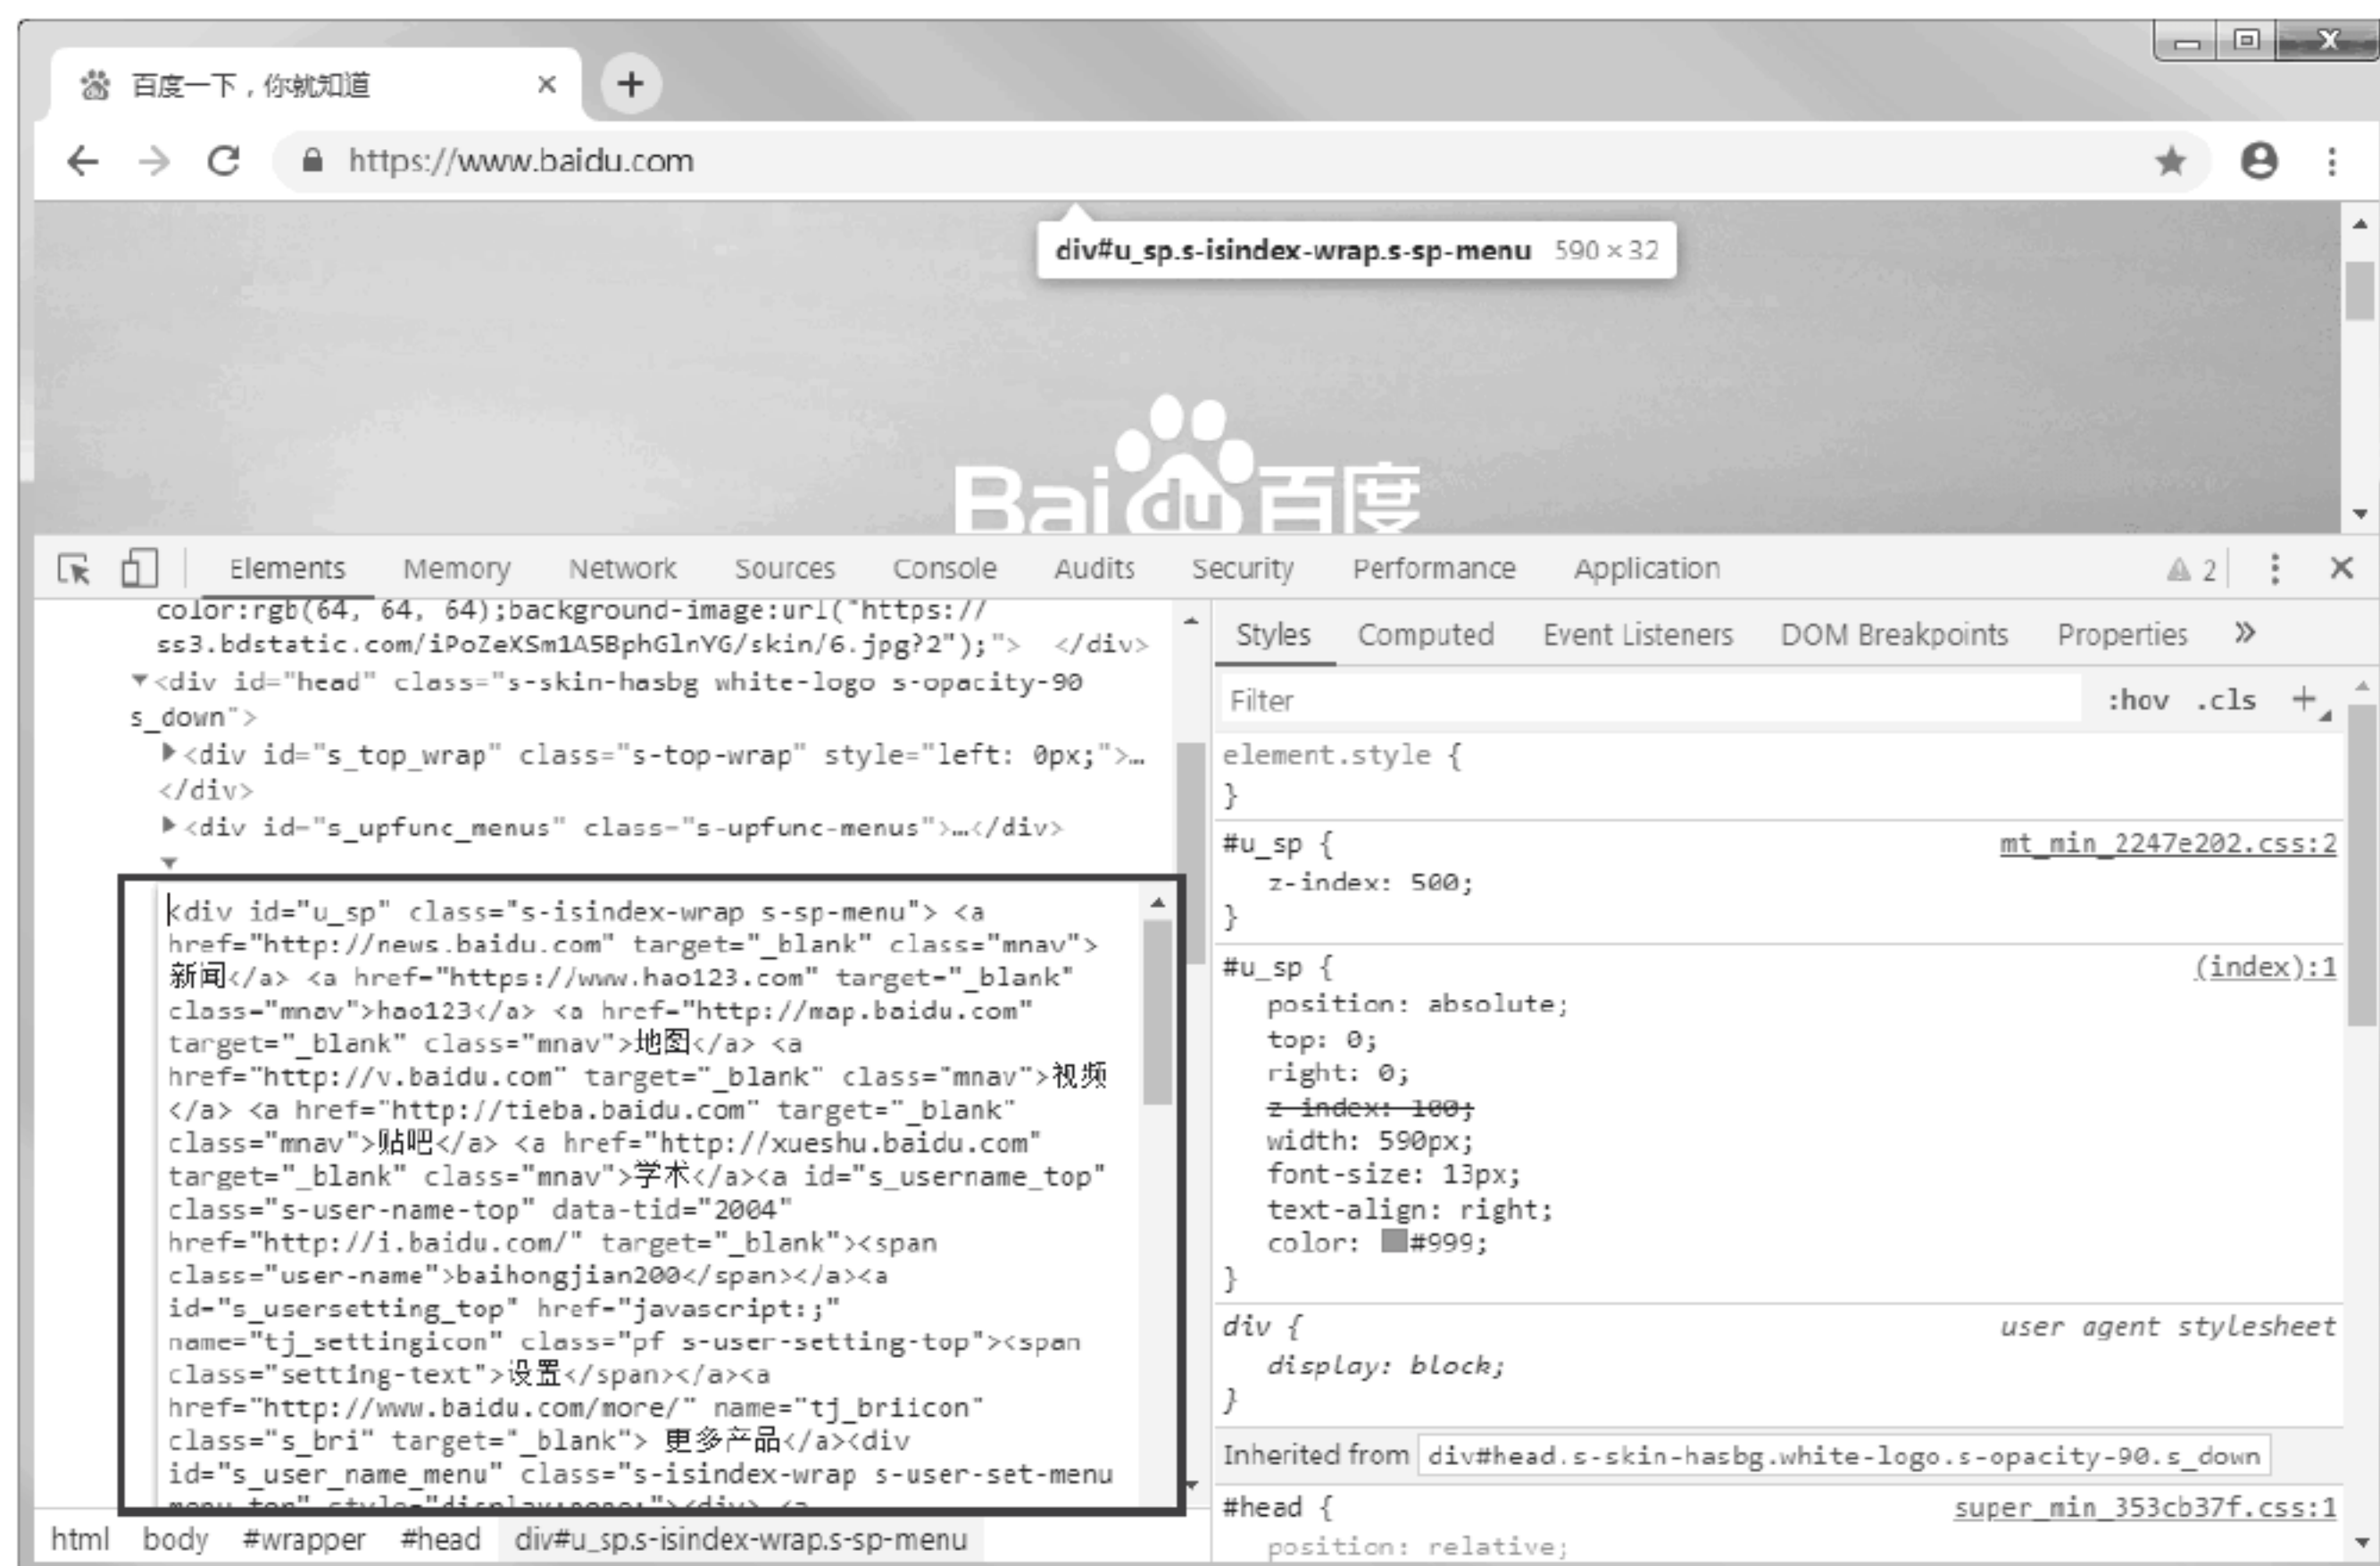 百度一下，你就知道
https://www.baidu.com
div#u_sp.s-isindex-wrap.s-sp-menu 590 × 32
Bai du 百度
Elements Memory Network Sources Console Audits Security Performance Application 2
color:rgb(64, 64, 64);background-image:url("https://
ss3.bdstatic.com/iPoZeXSm1A5BphGlnYG/skin/6.jpg?2");"> </div>
<div id="head" class="s-skin-hasbg white-logo s-opacity-90
s_down">
<div id="s_top_wrap" class="s-top-wrap" style="left: 0px;">…
</div>
<div id="s_upfunc_menus" class="s-upfunc-menus">…</div>
<div id="u_sp" class="s-isindex-wrap s-sp-menu"> <a
href="http://news.baidu.com" target="_blank" class="mnav">
新闻</a> <a href="https://www.hao123.com" target="_blank"
class="mnav">hao123</a> <a href="http://map.baidu.com"
target="_blank" class="mnav">地图</a> <a
href="http://v.baidu.com" target="_blank" class="mnav">视频
</a> <a href="http://tieba.baidu.com" target="_blank"
class="mnav">贴吧</a> <a href="http://xueshu.baidu.com"
target="_blank" class="mnav">学术</a><a id="s_username_top"
class="s-user-name-top" data-tid="2004"
href="http://i.baidu.com/" target="_blank"><span
class="user-name">baihongjian200</span></a><a
id="s_usersetting_top" href="javascript:;"
name="tj_settingicon" class="pf s-user-setting-top"><span
class="setting-text">设置</span></a><a
href="http://www.baidu.com/more/" name="tj_briicon"
class="s_bri" target="_blank"> 更多产品</a><div
id="s_user_name_menu" class="s-isindex-wrap s-user-set-menu
menu_top" style="display:none;"><div> <a
html body #wrapper #head div#u_sp.s-isindex-wrap.s-sp-menu
Styles Computed Event Listeners DOM Breakpoints Properties »
Filter :hov .cls +
element.style {
}
#u_sp { mt_min_2247e202.css:2
z-index: 500;
}
#u_sp { (index):1
position: absolute;
top: 0;
right: 0;
z-index: 100;
width: 590px;
font-size: 13px;
text-align: right;
color: #999;
}
div { user agent stylesheet
display: block;
}
Inherited from div#head.s-skin-hasbg.white-logo.s-opacity-90.s_down
#head { super_min_353cb37f.css:1
position: relative;